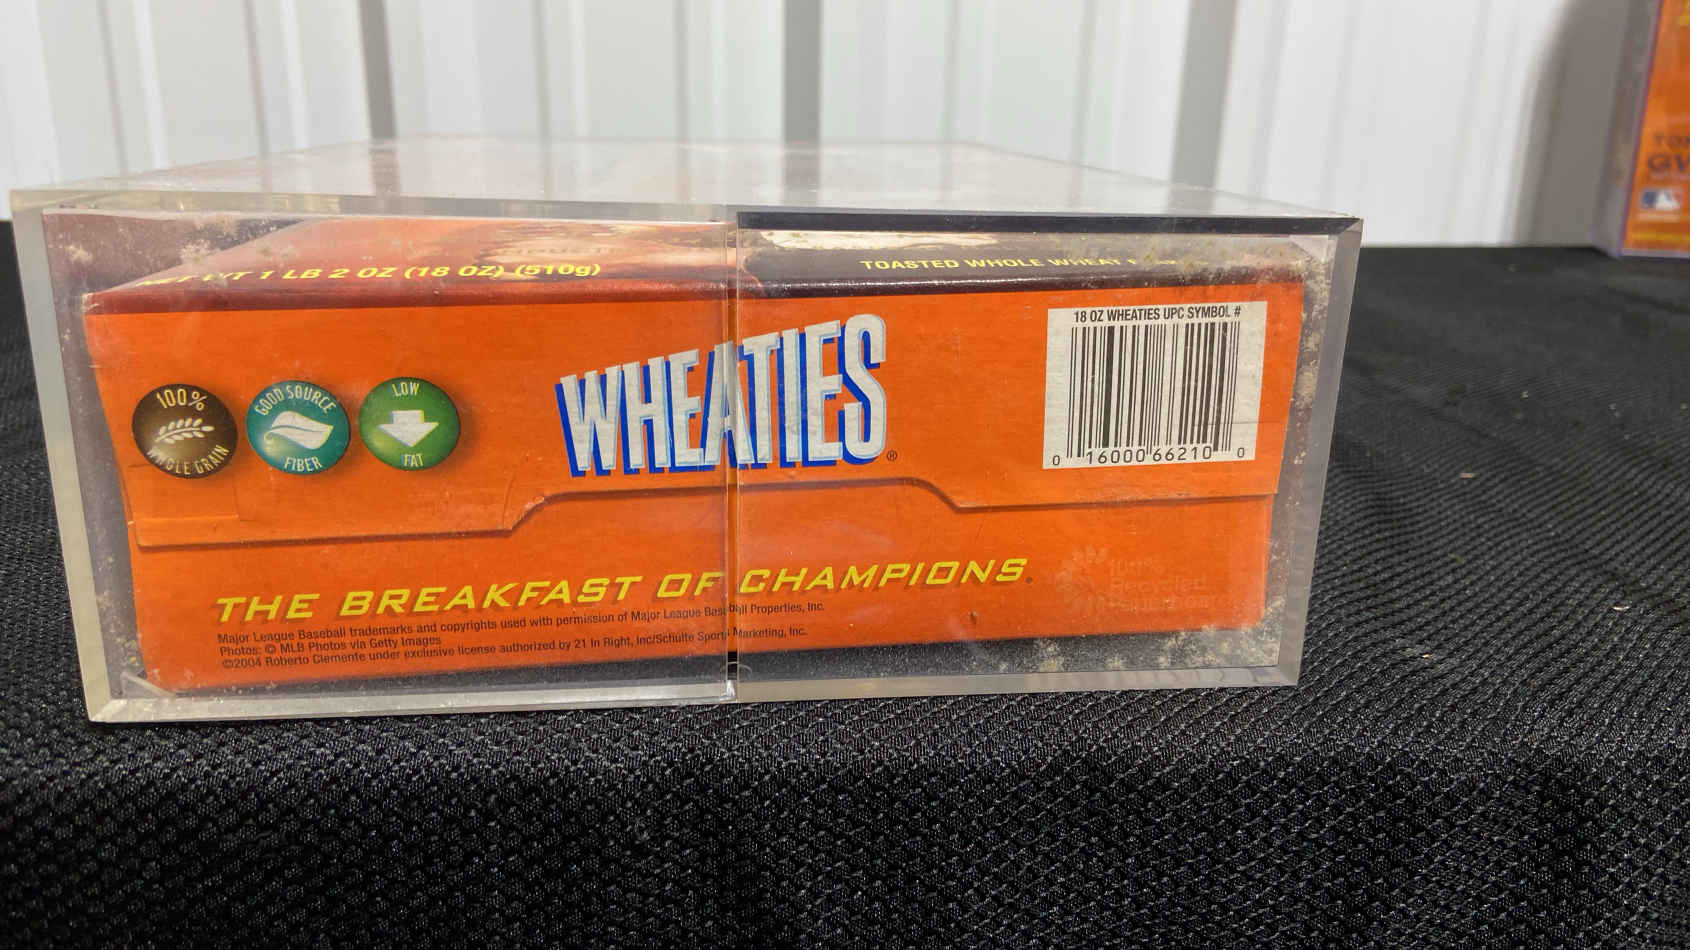 WT 1 LB 2 OZ (18 OZ) (510g)
TOASTED WHOLE WHEAT
18 OZ WHEATIES UPC SYMBOL #
WHEATIES®
100%
WHOLE GRAIN
GOOD SOURCE
FIBER
LOW
FAT
0 16000 66210 0
THE BREAKFAST OF CHAMPIONS.
100%
Recycled
Major League Baseball trademarks and copyrights used with permission of Major League Baseball Properties, Inc.
Photos: © MLB Photos via Getty Images
©2004 Roberto Clemente under exclusive license authorized by 21 In Right, Inc/Schulte Sports Marketing, Inc.